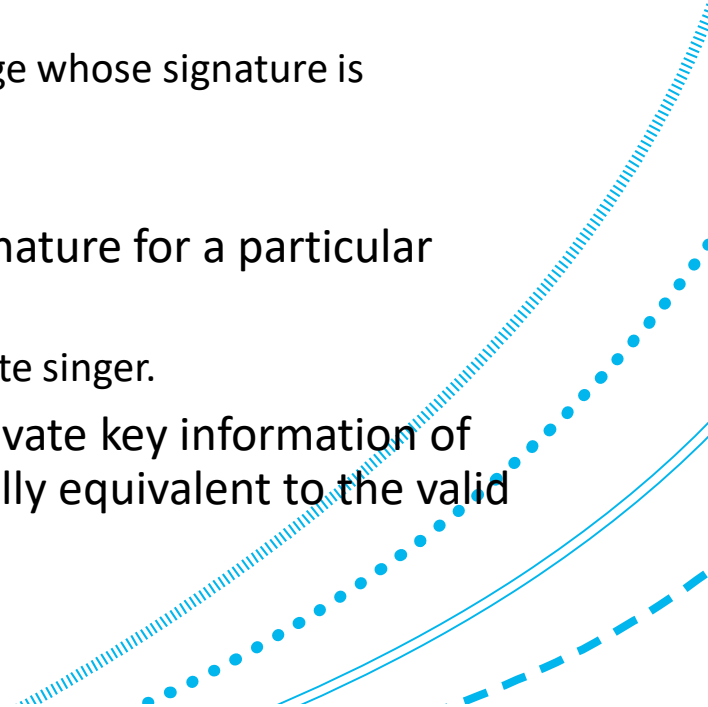 ge whose signature is
nature for a particular
te singer.
vate key information of
lly equivalent to the valid